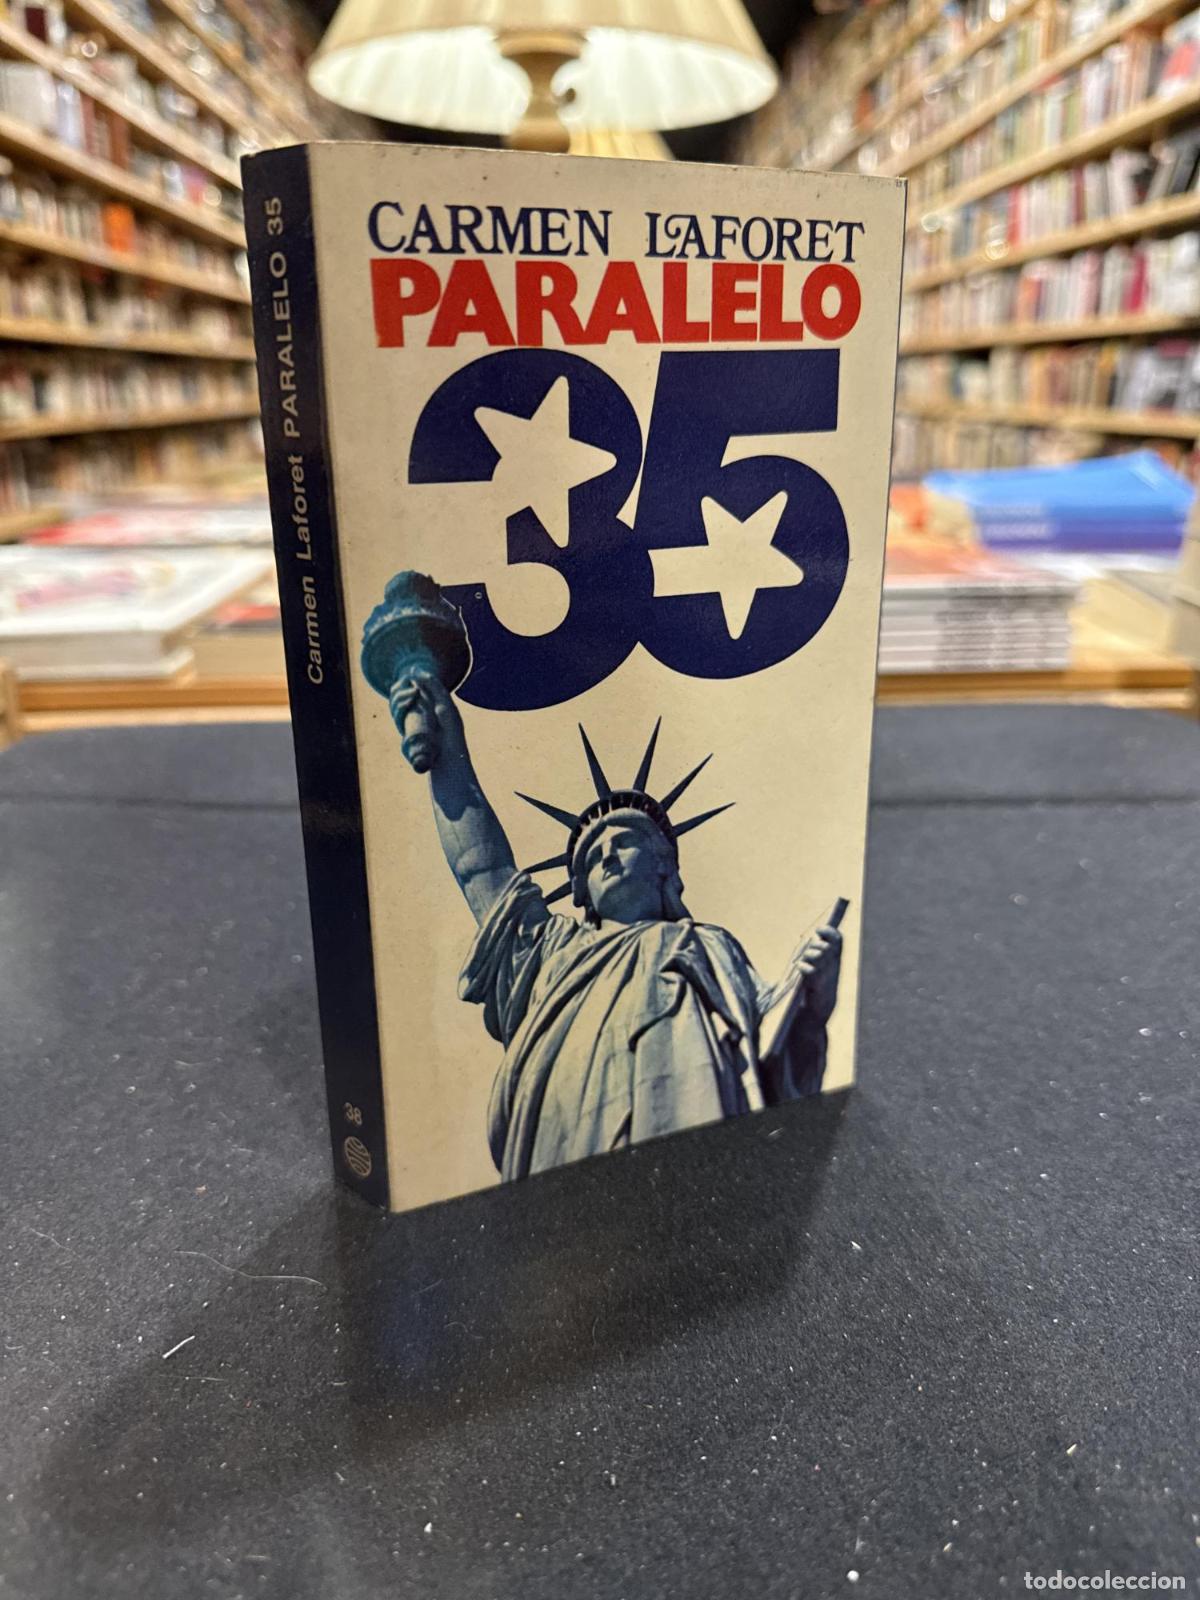 CARMEN LAFORET
PARALELO
35
Carmen Laforet PARALELO 35
38
todocoleccion